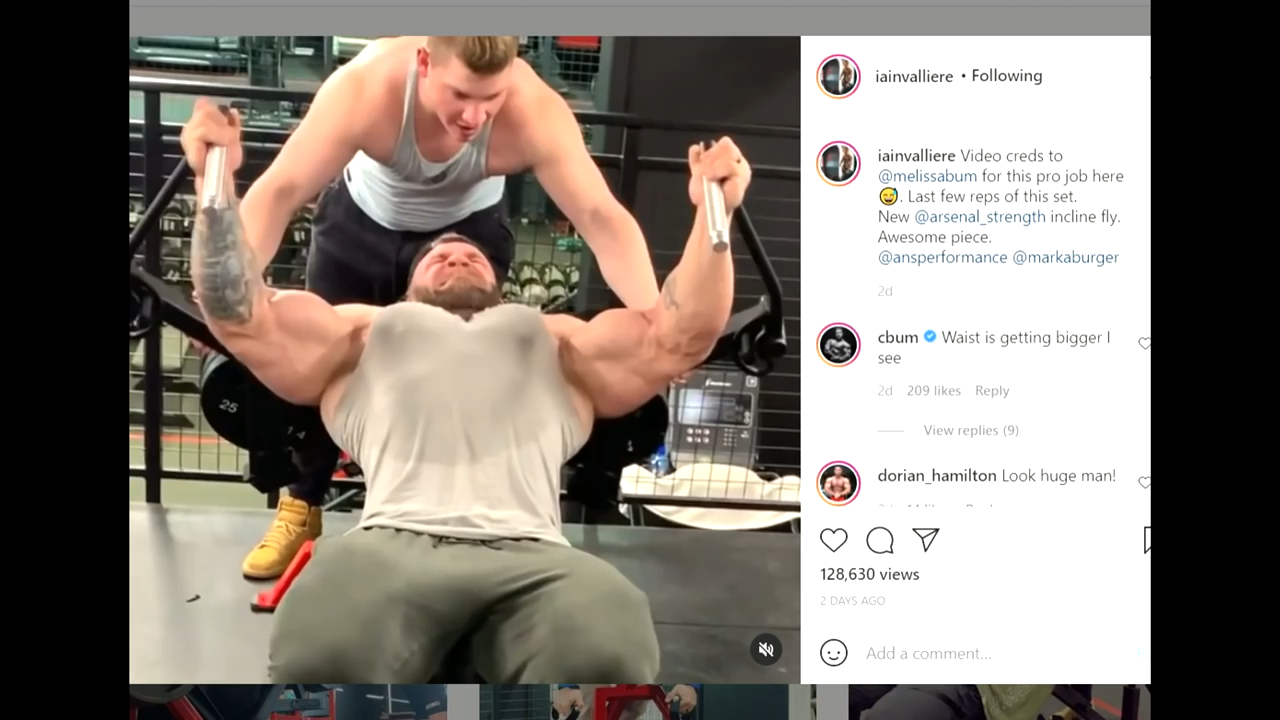 iainvalliere • Following
iainvalliere Video creds to
@melissabum for this pro job here
😅. Last few reps of this set.
New @arsenal_strength incline fly.
Awesome piece.
@ansperformance @markaburger
2d
cbum Waist is getting bigger I
see
2d 209 likes Reply
View replies (9)
dorian_hamilton Look huge man!
128,630 views
2 DAYS AGO
Add a comment...
25